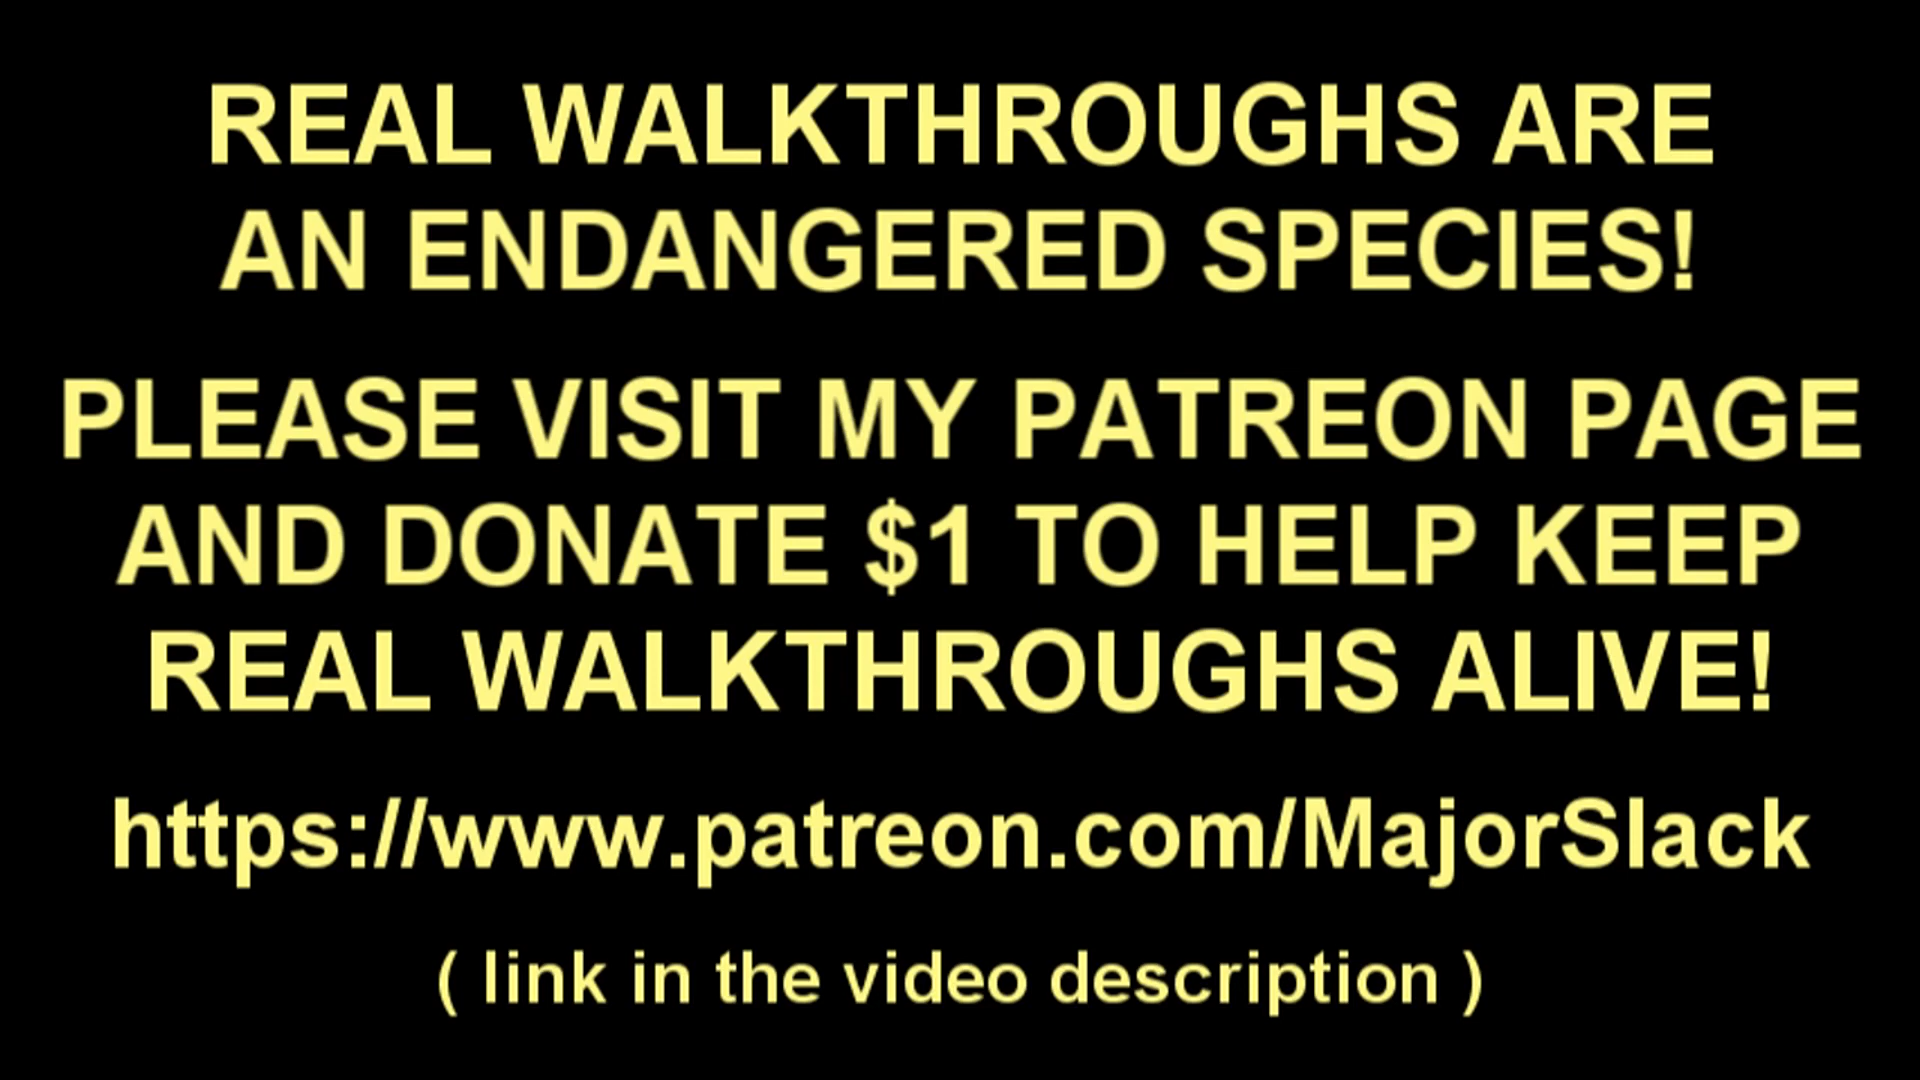 REAL WALKTHROUGHS ARE
AN ENDANGERED SPECIES!
PLEASE VISIT MY PATREON PAGE
AND DONATE $1 TO HELP KEEP
REAL WALKTHROUGHS ALIVE!
https://www.patreon.com/MajorSlack
( link in the video description )